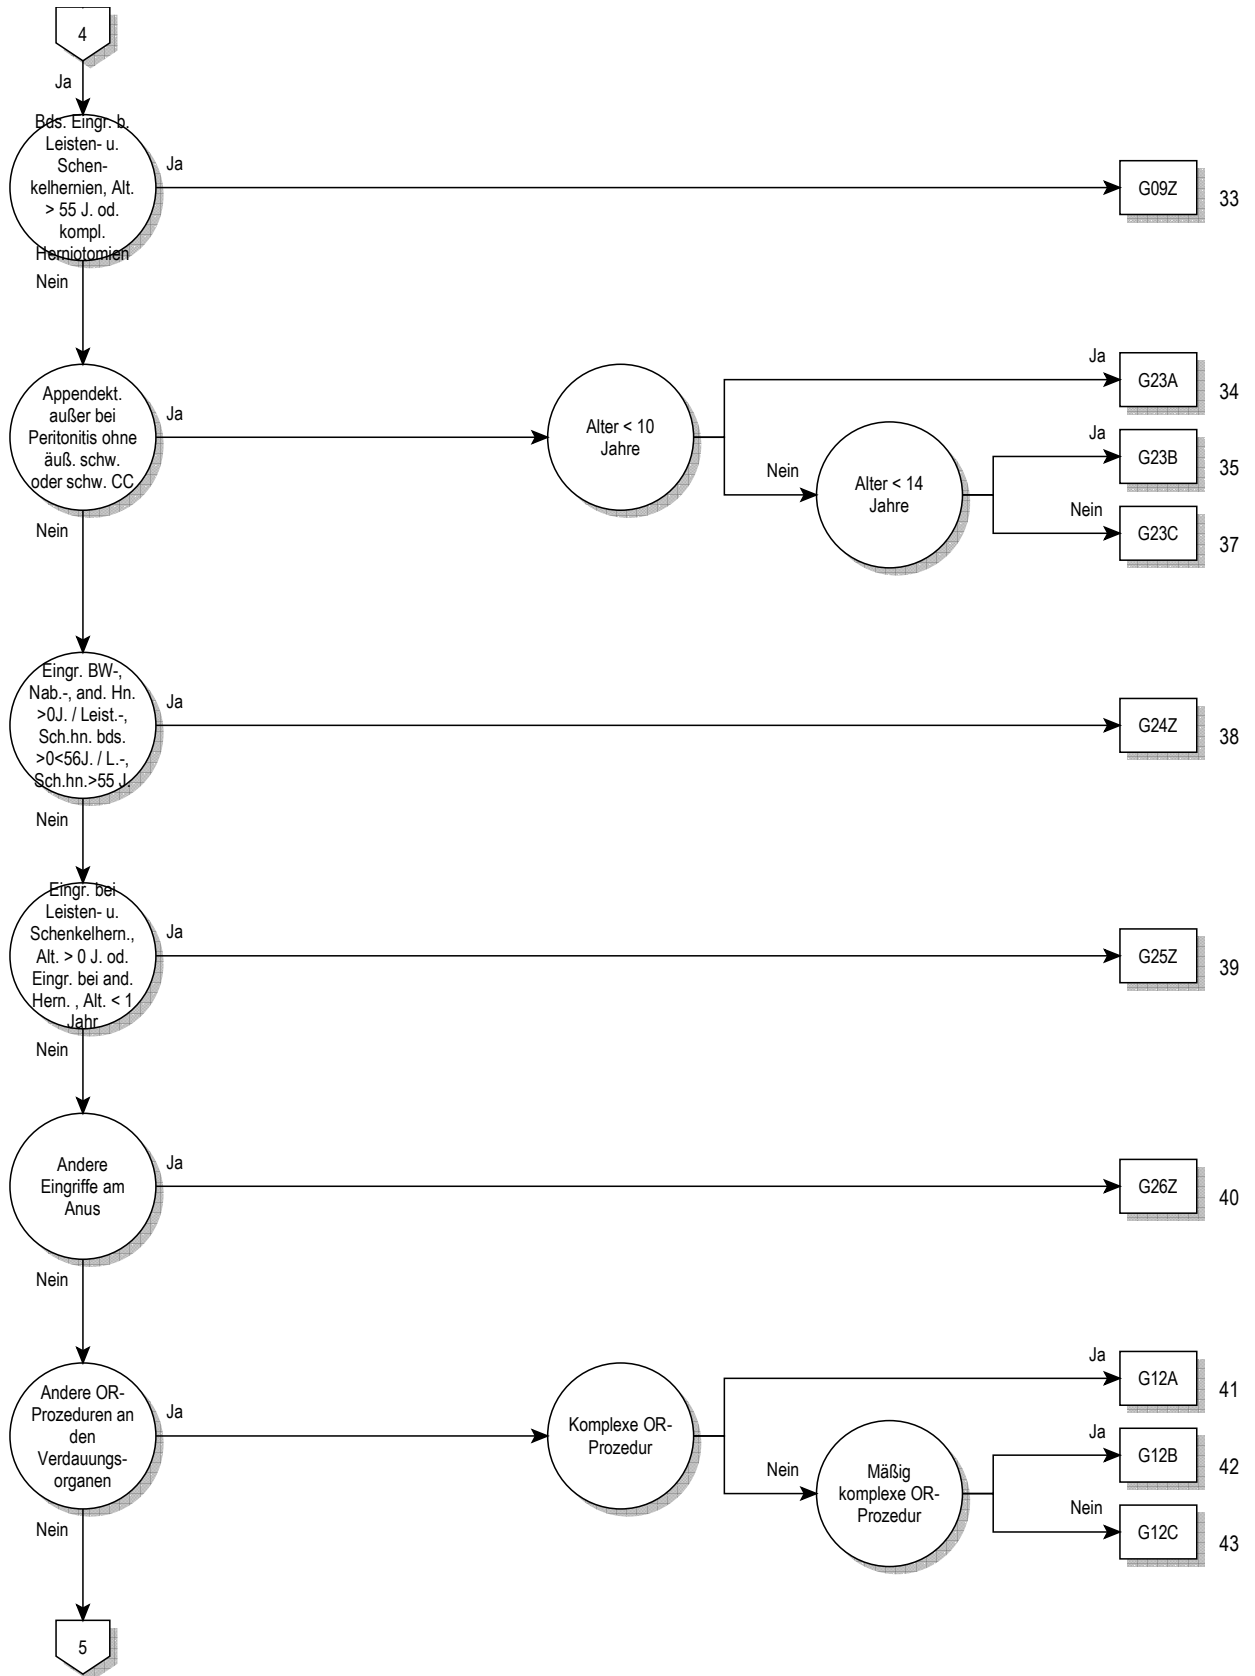 4
Ja
Bds. Eingr. b.
Leisten- u.
Schen-
kelhernien, Alt.
> 55 J. od.
kompl.
Herniotomien
Ja
G09Z
33
Nein
Appendekt.
außer bei
Peritonitis ohne
äuß. schw.
oder schw. CC
Ja
Alter < 10
Jahre
Ja
G23A
34
Nein
Alter < 14
Jahre
Ja
G23B
35
Nein
G23C
37
Nein
Eingr. BW-,
Nab.-, and. Hn.
>0J. / Leist.-,
Sch.hn. bds.
>0<56J. / L.-,
Sch.hn.>55 J.
Ja
G24Z
38
Nein
Eingr. bei
Leisten- u.
Schenkelhern.,
Alt. > 0 J. od.
Eingr. bei and.
Hern. , Alt. < 1
Jahr
Ja
G25Z
39
Nein
Andere
Eingriffe am
Anus
Ja
G26Z
40
Nein
Andere OR-
Prozeduren an
den
Verdauungs-
organen
Ja
Komplexe OR-
Prozedur
Ja
G12A
41
Nein
Mäßig
komplexe OR-
Prozedur
Ja
G12B
42
Nein
G12C
43
Nein
5